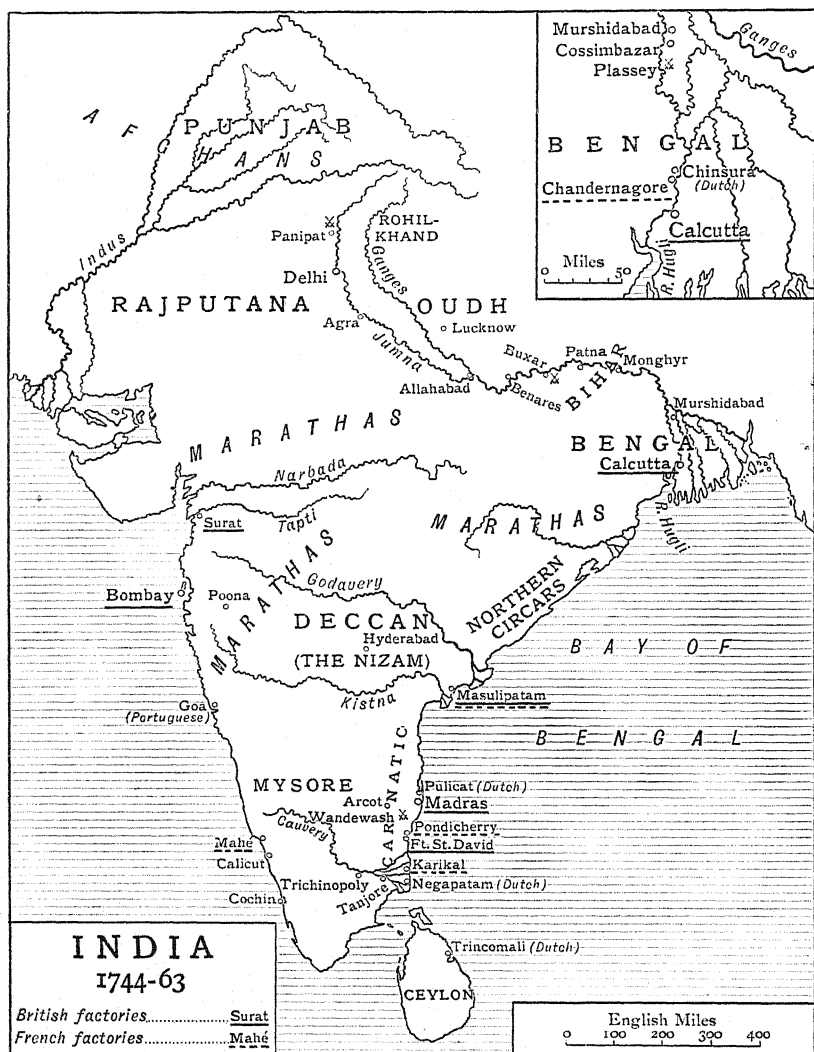 Murshidabad
Cossimbazar
Plassey
Ganges
BENGAL
Chinsura
(Dutch)
Chandernagore
Calcutta
R. Hugli
0 Miles 50
AFGHANS
PUNJAB
Indus
Panipat
ROHIL-
KHAND
Ganges
Delhi
RAJPUTANA
OUDH
Agra
Lucknow
Jumna
Allahabad
Benares
Buxar
Patna
Monghyr
BIHAR
Murshidabad
BENGAL
Calcutta
R. Hugli
MARATHAS
Narbada
Surat
Tapti
MARATHAS
MARATHAS
Bombay
Poona
Godavery
NORTHERN
CIRCARS
DECCAN
Hyderabad
(THE NIZAM)
BAY OF
BENGAL
Masulipatam
Kistna
Goa
(Portuguese)
MYSORE
CARNATIC
Pulicat (Dutch)
Arcot
Madras
Wandewash
Cauvery
Pondicherry
Ft. St. David
Mahé
Karikal
Calicut
Trichinopoly
Tanjore
Negapatam (Dutch)
Cochin
Trincomali (Dutch)
CEYLON
INDIA
1744-63
British factories..............Surat
French factories..............Mahé
English Miles
0 100 200 300 400